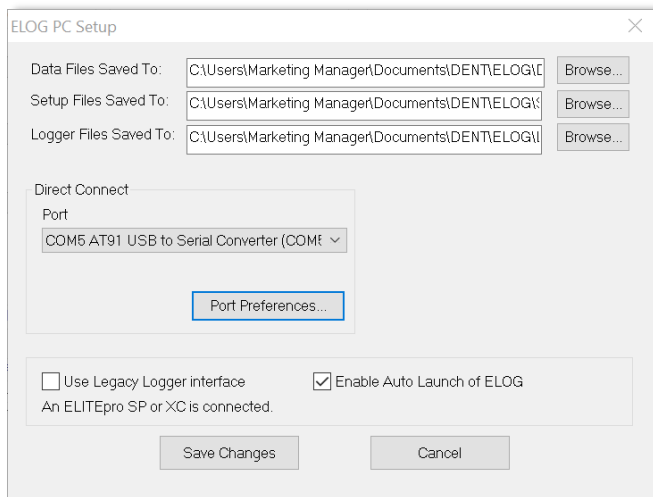 ELOG PC Setup
Data Files Saved To: C:\Users\Marketing Manager\Documents\DENT\ELOG\ Browse...
Setup Files Saved To: C:\Users\Marketing Manager\Documents\DENT\ELOG\ Browse...
Logger Files Saved To: C:\Users\Marketing Manager\Documents\DENT\ELOG\ Browse...
Direct Connect
Port
COM5 AT91 USB to Serial Converter (COM5
Port Preferences...
Use Legacy Logger interface Enable Auto Launch of ELOG
An ELITEpro SP or XC is connected.
Save Changes Cancel